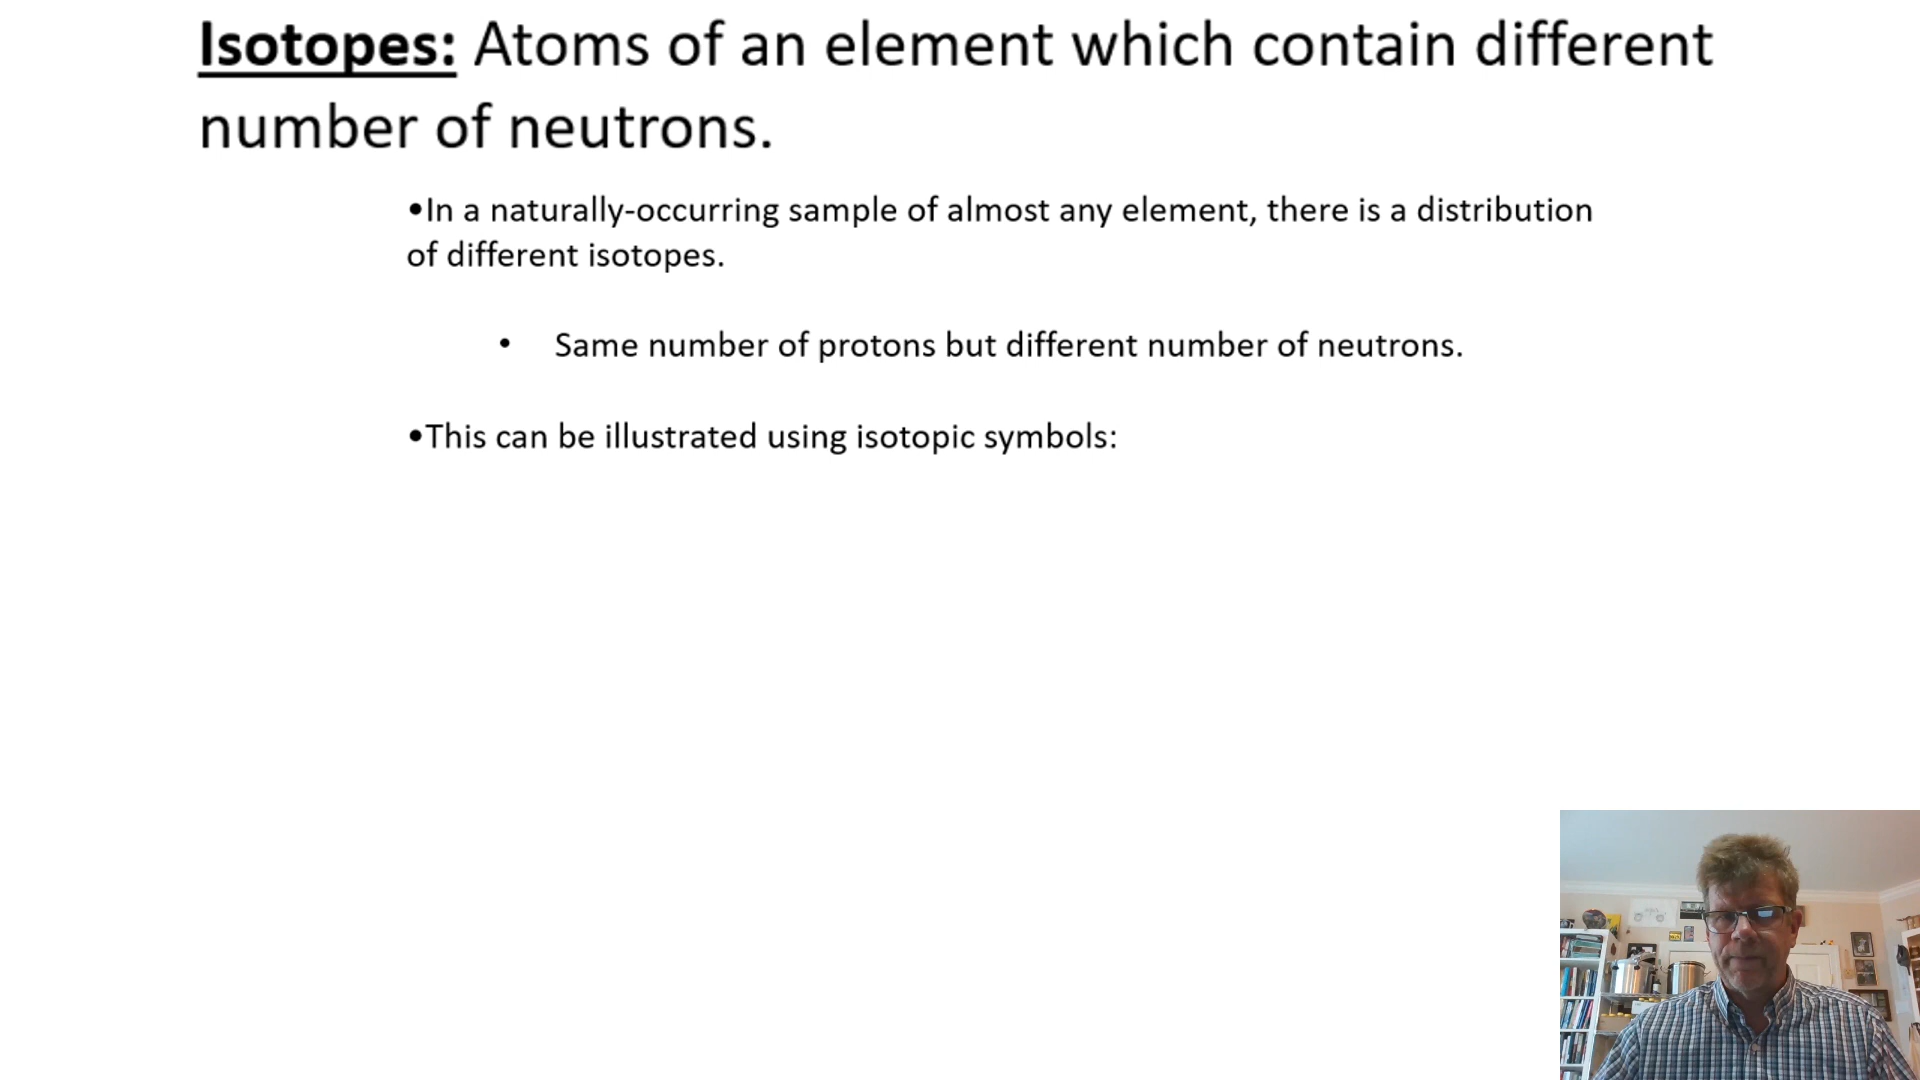 Isotopes: Atoms of an element which contain different
number of neutrons.
•In a naturally-occurring sample of almost any element, there is a distribution
of different isotopes.
• Same number of protons but different number of neutrons.
•This can be illustrated using isotopic symbols: